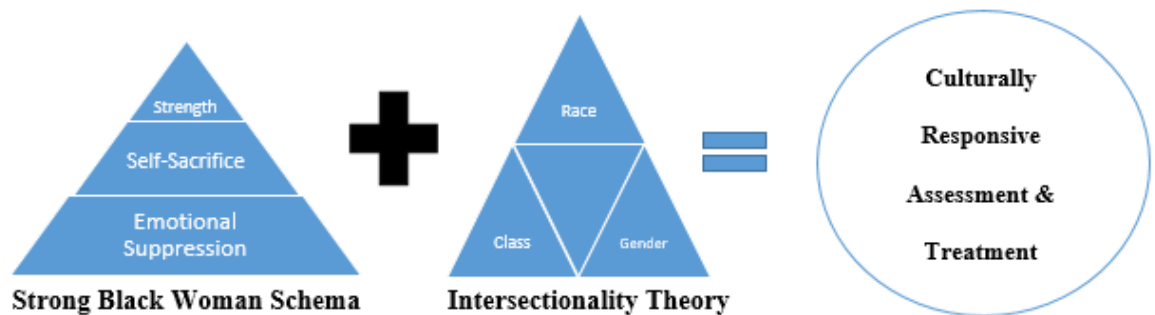 Strength
Self-Sacrifice
Emotional
Suppression
Strong Black Woman Schema
Race
Class
Gender
Intersectionality Theory
Culturally
Responsive
Assessment &
Treatment